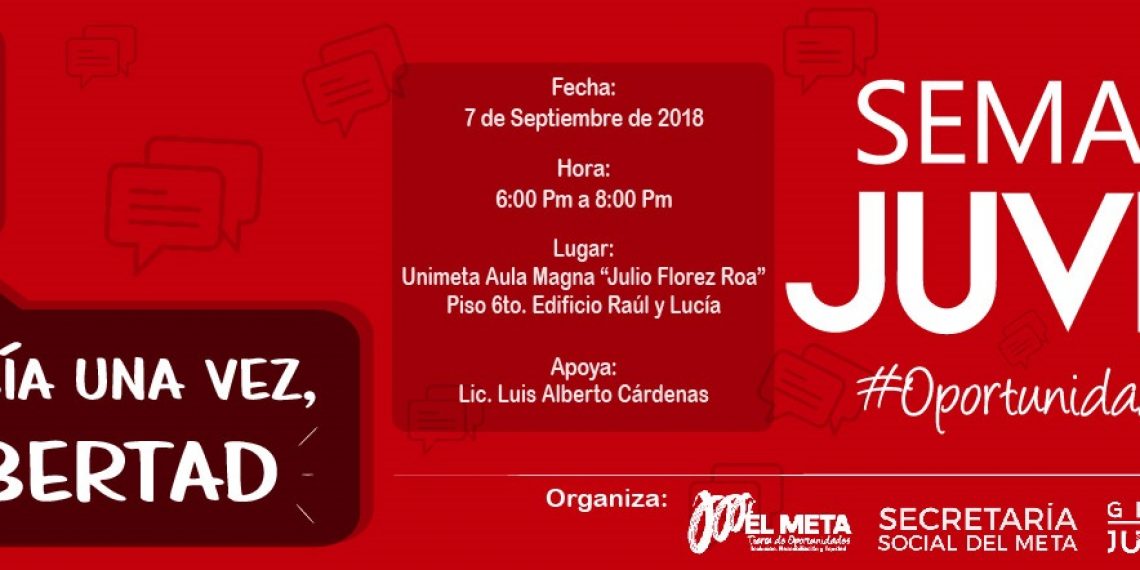 ÍA UNA VEZ,
BERTAD
Fecha:
7 de Septiembre de 2018
Hora:
6:00 Pm a 8:00 Pm
Lugar:
Unimeta Aula Magna “Julio Florez Roa”
Piso 6to. Edificio Raúl y Lucía
Apoya:
Lic. Luis Alberto Cárdenas
SEMA
JUV
#Oportunida
Organiza:
EL META
Tierra de Oportunidades
SECRETARÍA
SOCIAL DEL META
G
JU